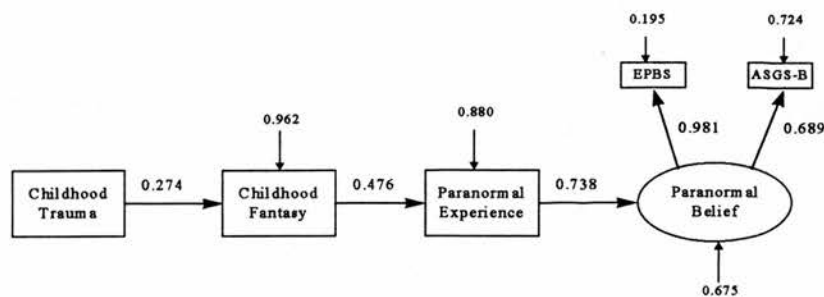 0.195
0.724
EPBS
ASGS-B
0.962
0.880
0.981
0.689
0.274
0.476
0.738
Childhood
Trauma
Childhood
Fantasy
Paranormal
Experience
Paranormal
Belief
0.675